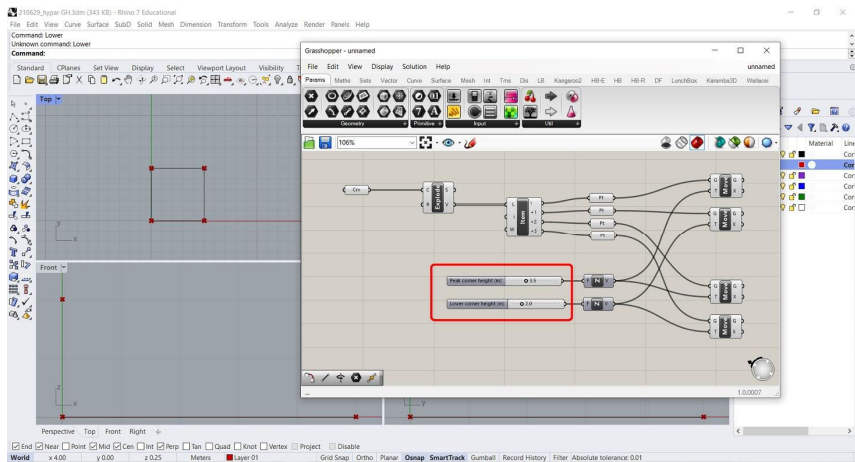 210629_hypar GH.3dm (343 KB) - Rhino 7 Educational
File Edit View Curve Surface SubD Solid Mesh Dimension Transform Tools Analyze Render Panels Help
Command: Lower
Unknown command: Lower
Command:
Standard CPlanes Set View Display Select Viewport Layout Visibility
Top
y
x
Front
z
x
y
Grasshopper - unnamed
File Edit View Display Solution Help
unnamed
Params Maths Sets Vector Curve Surface Mesh Int Trns Dis LB Kangaroo2 HB-E HB HB-R DF LunchBox Karamba3D Wallacei
Geometry Primitive Input Util
106%
Crv
Explode
C S
R V
Item
L i
i +1
+2
W +3
Pt
Pt
Pt
Pt
Move
G G
T X
Move
G G
T X
Peak corner height (m) 3.5
F Z V
Lower corner height (m) 2.0
F Z V
Move
G G
T X
Move
G G
T X
...
1.0.0007
Material
Perspective Top Front Right
End Near Point Mid Cen Int Perp Tan Quad Knot Vertex Project Disable
World x 4.00 y 0.00 z 0.25 Meters Layer 01 Grid Snap Ortho Planar Osnap SmartTrack Gumball Record History Filter Absolute tolerance: 0.01